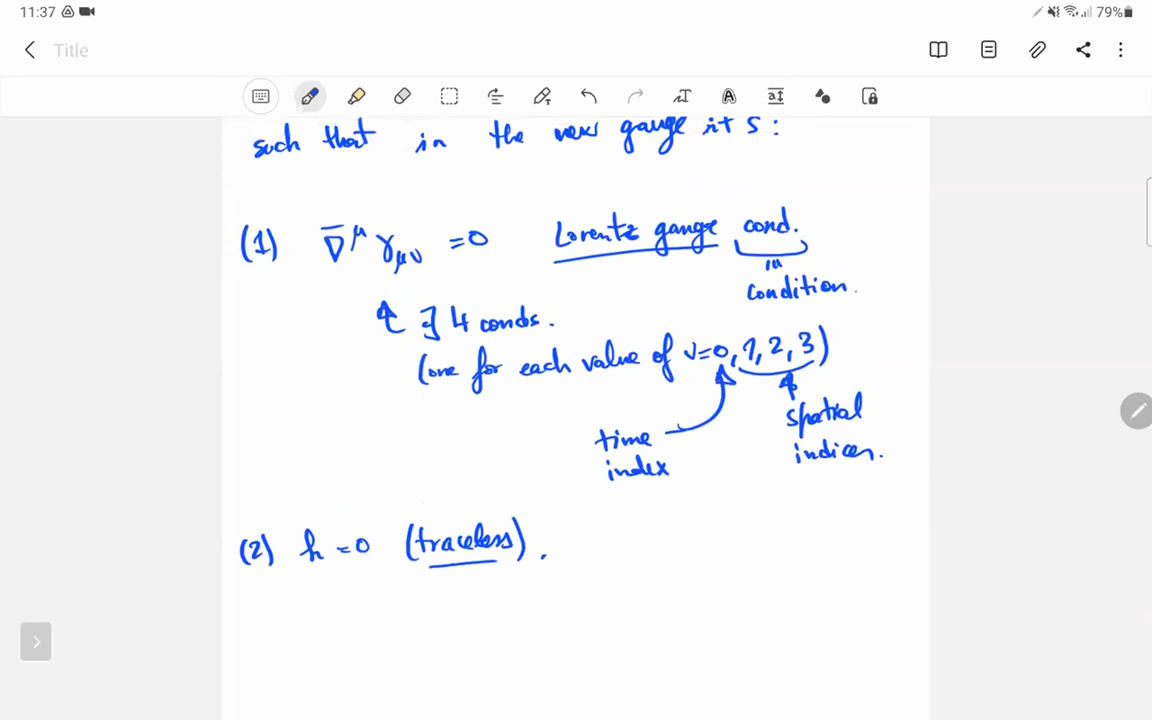 11:37
79%
Title
such that in the new gauge it s:
(1) ∇̄^μ γ_μν = 0 Lorentz gauge cond.
condition.
∃ 4 conds.
(one for each value of ν=0,1,2,3)
time index
spatial indices.
(2) h = 0 (traceless).